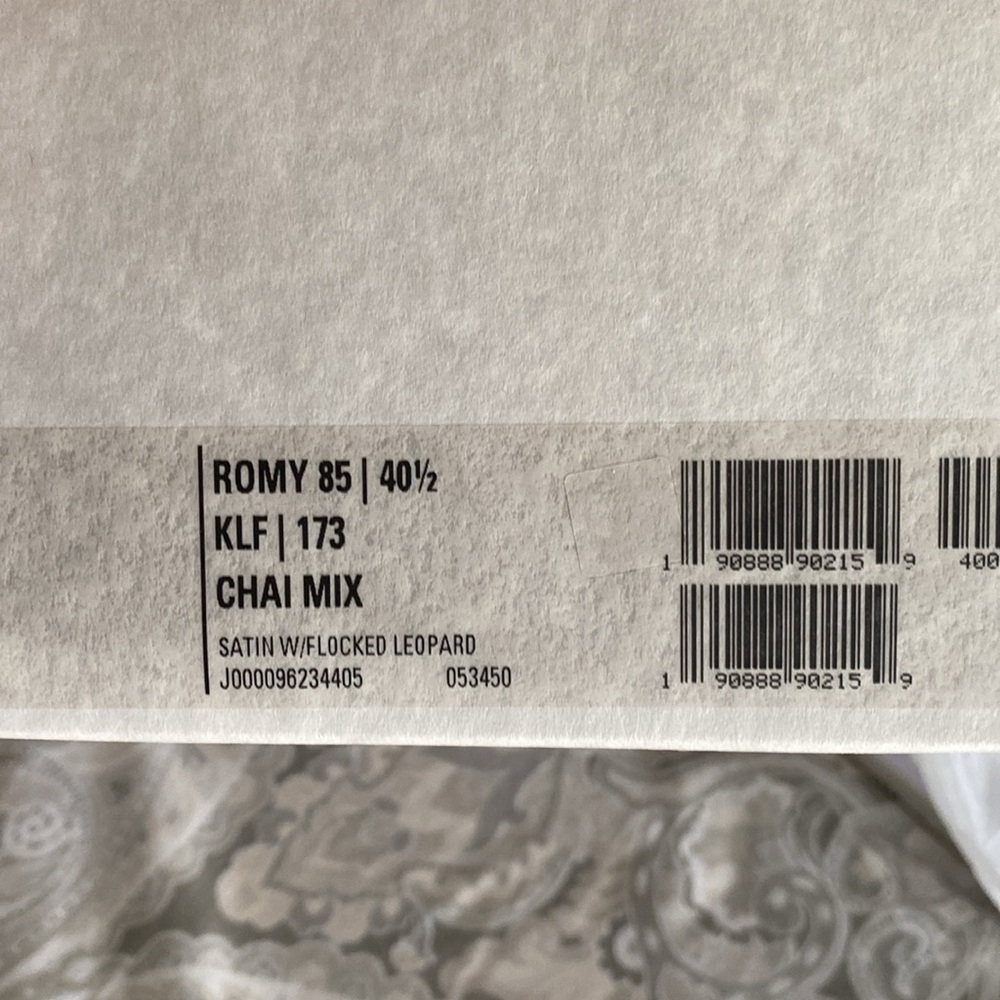 ROMY 85 | 40½
KLF | 173
CHAI MIX
SATIN W/FLOCKED LEOPARD
J000096234405 053450
1 90888 90215 9
400
1 90888 90215 9